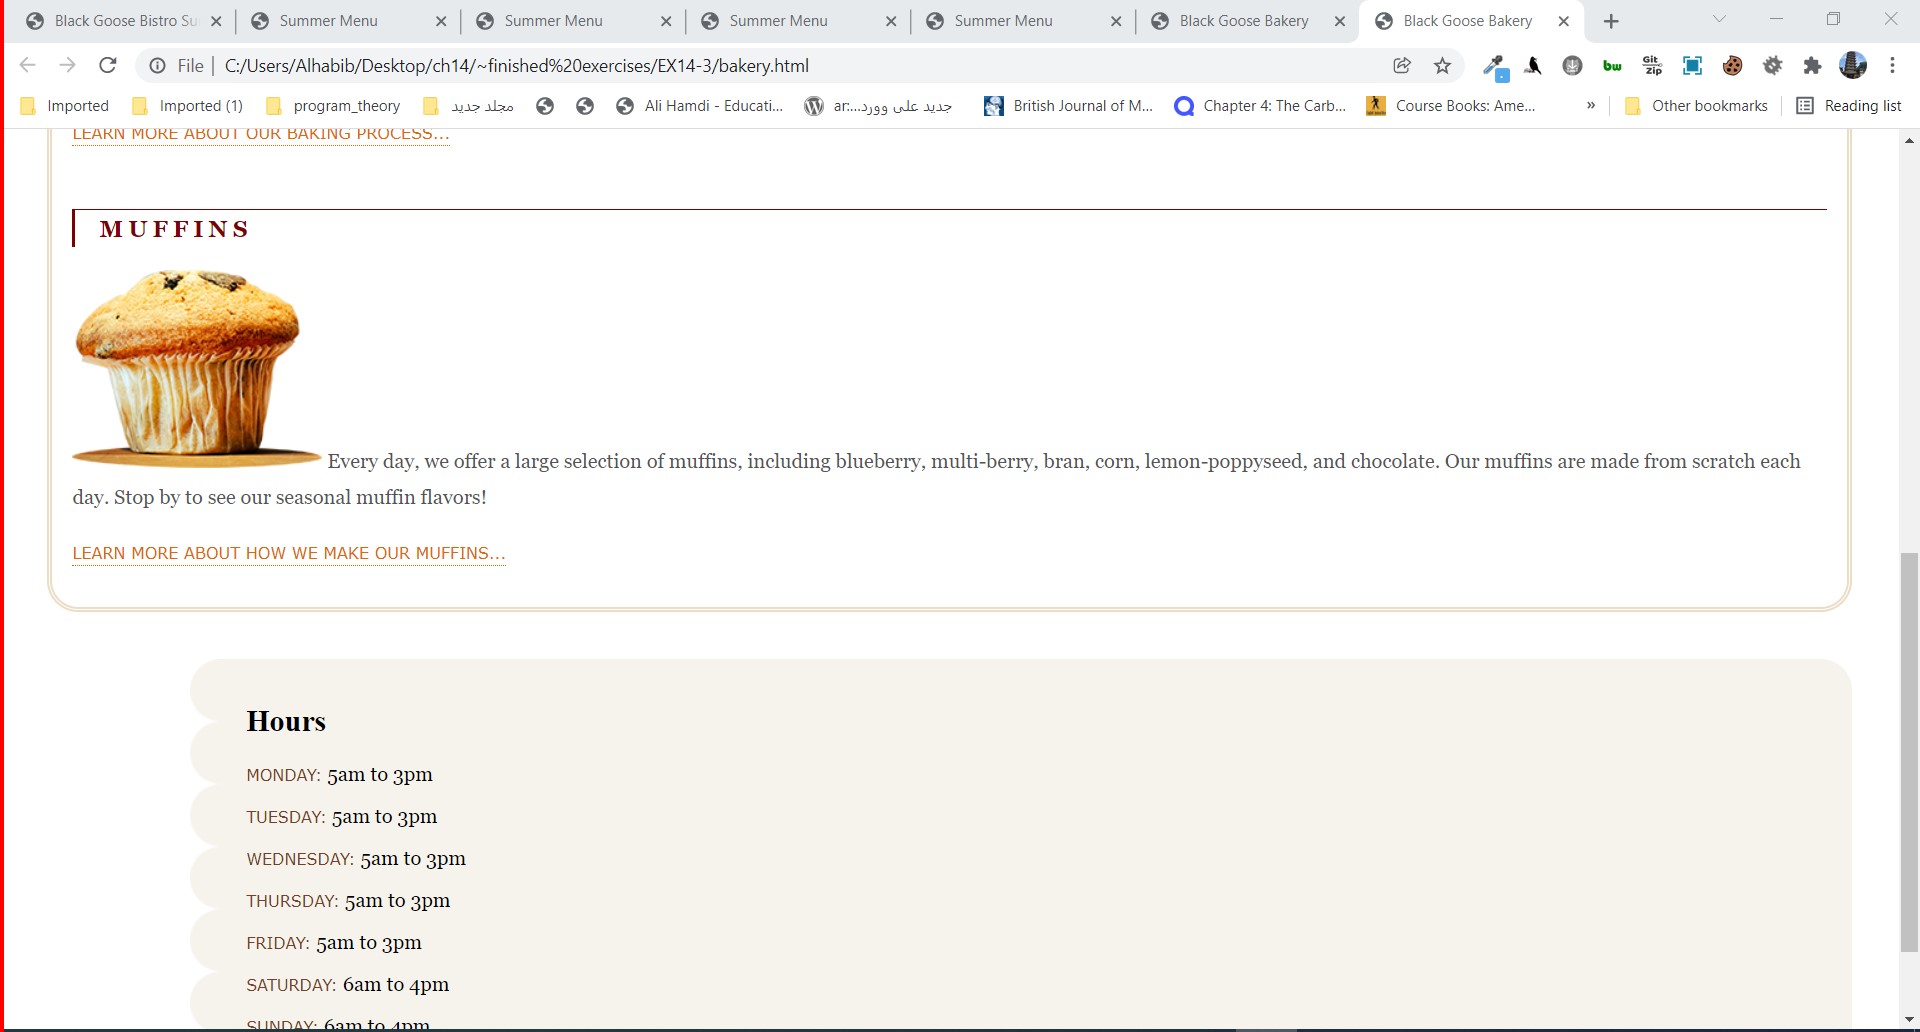 Black Goose Bistro Su
Summer Menu
Summer Menu
Summer Menu
Summer Menu
Black Goose Bakery
Black Goose Bakery
File | C:/Users/Alhabib/Desktop/ch14/~finished%20exercises/EX14-3/bakery.html
bw
Git Zip
Imported
Imported (1)
program_theory
مجلد جديد
Ali Hamdi - Educati...
ar:...جديد على وورد
British Journal of M...
Chapter 4: The Carb...
Course Books: Ame...
»
Other bookmarks
Reading list
LEARN MORE ABOUT OUR BAKING PROCESS...
MUFFINS
Every day, we offer a large selection of muffins, including blueberry, multi-berry, bran, corn, lemon-poppyseed, and chocolate. Our muffins are made from scratch each
day. Stop by to see our seasonal muffin flavors!
LEARN MORE ABOUT HOW WE MAKE OUR MUFFINS...
Hours
MONDAY: 5am to 3pm
TUESDAY: 5am to 3pm
WEDNESDAY: 5am to 3pm
THURSDAY: 5am to 3pm
FRIDAY: 5am to 3pm
SATURDAY: 6am to 4pm
SUNDAY: 6am to 4pm